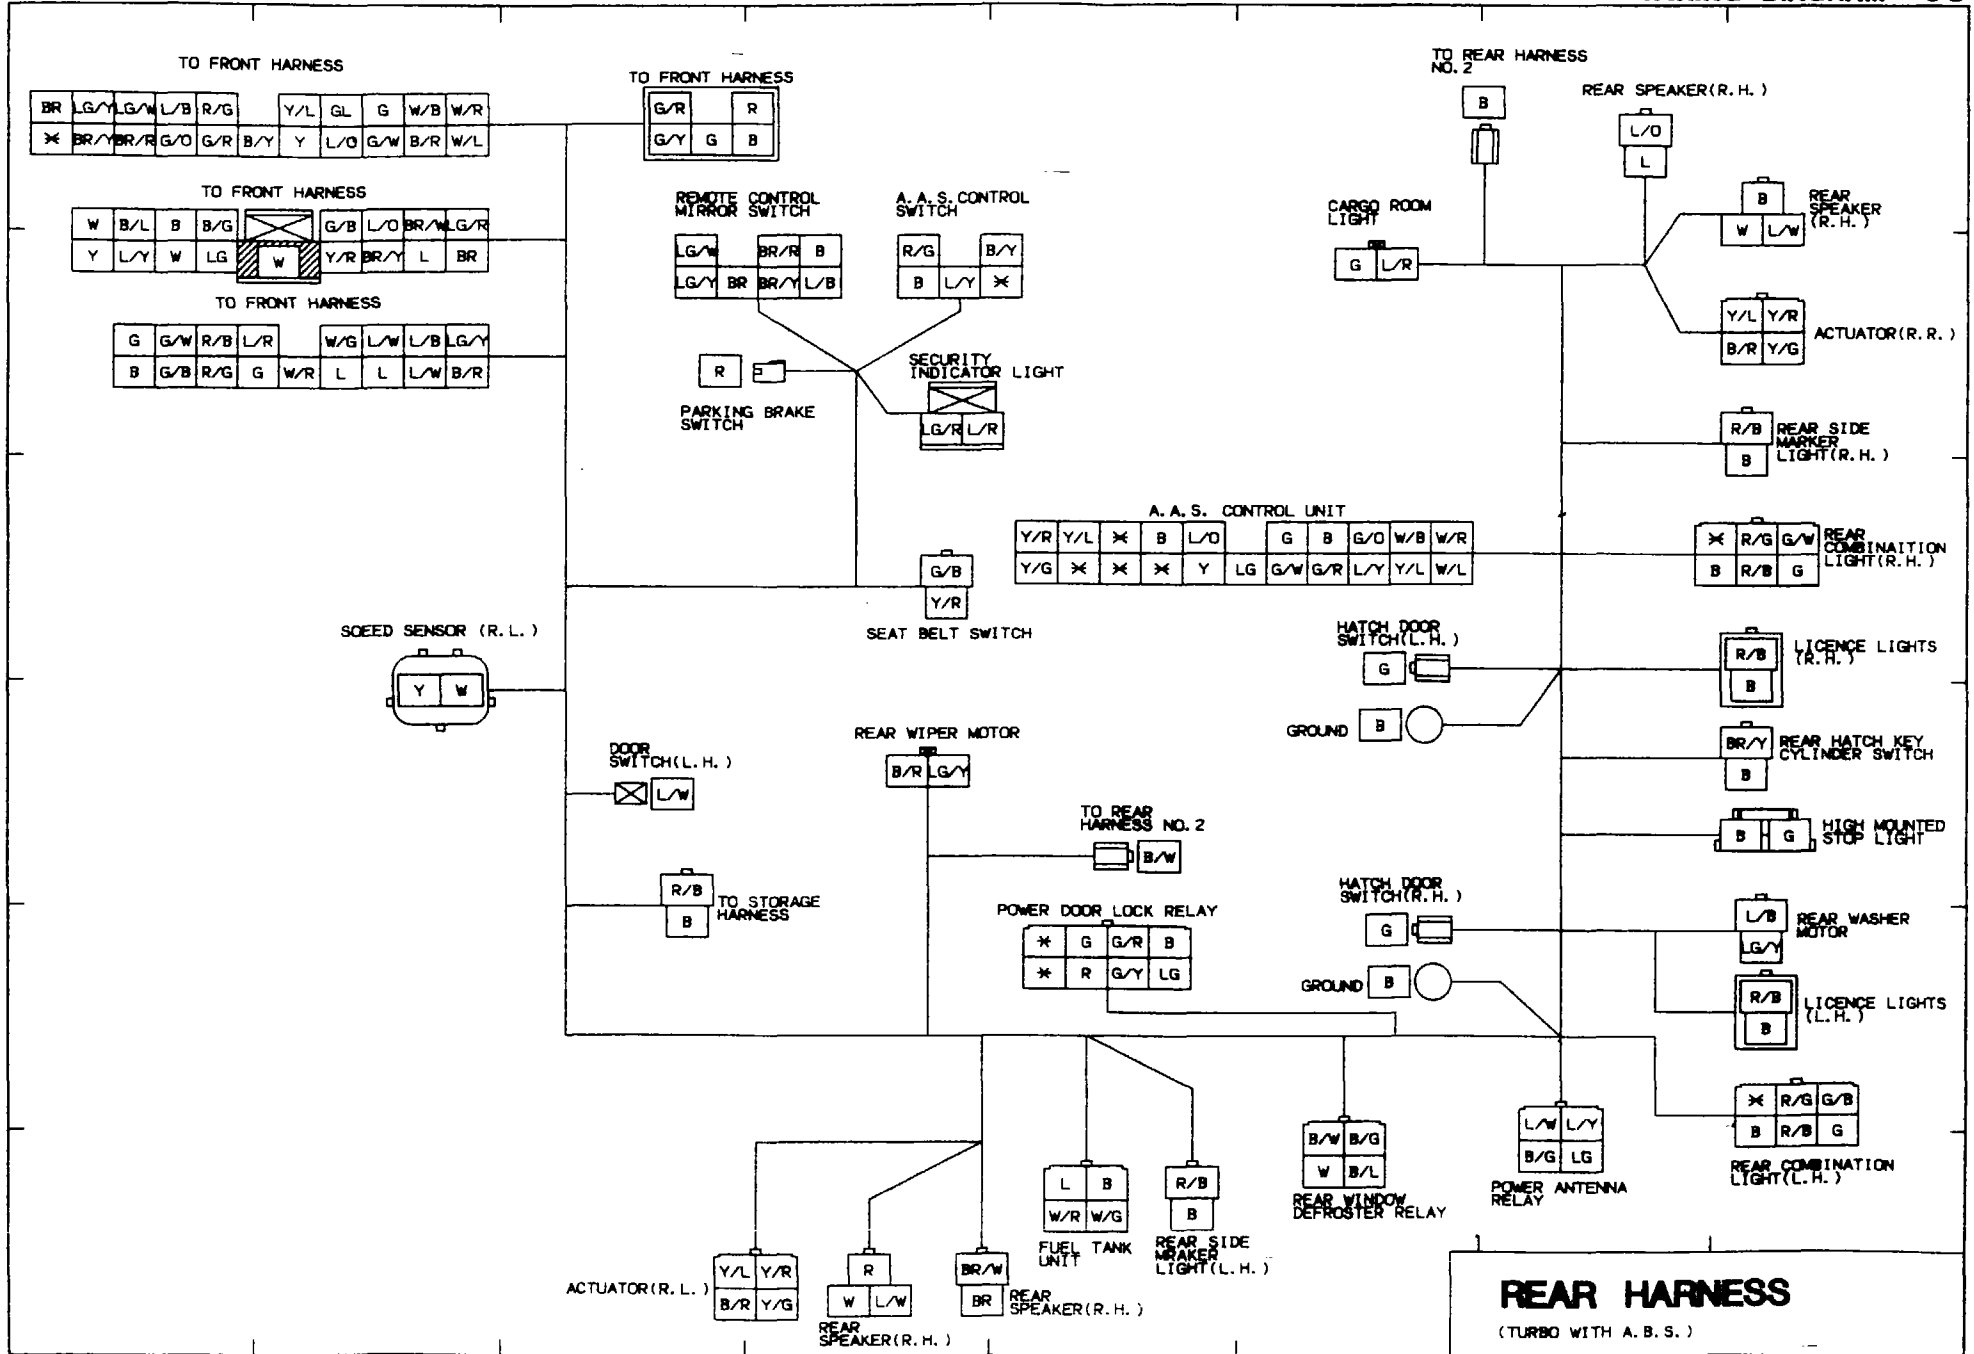 TO FRONT HARNESS
BR LG/Y LG/W L/B R/G Y/L GL G W/B W/R
BR/Y BR/R G/O G/R B/Y Y L/O G/W B/R W/L
TO FRONT HARNESS
W B/L B B/G G/B L/O BR/W LG/R
Y L/Y W LG W Y/R BR/Y L BR
TO FRONT HARNESS
G G/W R/B L/R W/G L/W L/B LG/Y
B G/B R/G G W/R L L L/W B/R
TO FRONT HARNESS
G/R R
G/Y G B
REMOTE CONTROL
MIRROR SWITCH
LG/W BR/R B
LG/Y BR BR/Y L/B
A.A.S.CONTROL
SWITCH
R/G B/Y
B L/Y
R
PARKING BRAKE
SWITCH
SECURITY
INDICATOR LIGHT
LG/R L/R
G/B
Y/R
SEAT BELT SWITCH
SOEED SENSOR (R.L.)
Y W
DOOR
SWITCH(L.H.)
L/W
R/B
B
TO STORAGE
HARNESS
REAR WIPER MOTOR
B/R LG/Y
TO REAR
HARNESS NO.2
B/W
POWER DOOR LOCK RELAY
G G/R B
R G/Y LG
A.A.S. CONTROL UNIT
Y/R Y/L B L/O G B G/O W/B W/R
Y/G Y LG G/W G/R L/Y Y/L W/L
TO REAR HARNESS
NO.2
B
REAR SPEAKER(R.H.)
L/O
L
CARGO ROOM
LIGHT
G L/R
B
W L/W
REAR
SPEAKER
(R.H.)
Y/L Y/R
B/R Y/G
ACTUATOR(R.R.)
R/B
B
REAR SIDE
MARKER
LIGHT(R.H.)
R/G G/W
B R/B G
REAR
COMBINAITION
LIGHT(R.H.)
HATCH DOOR
SWITCH(L.H.)
G
GROUND B
R/B
B
LICENCE LIGHTS
(R.H.)
BR/Y
B
REAR HATCH KEY
CYLINDER SWITCH
B G
HIGH MOUNTED
STOP LIGHT
HATCH DOOR
SWITCH(R.H.)
G
GROUND B
L/B
LG/Y
REAR WASHER
MOTOR
R/B
B
LICENCE LIGHTS
(L.H.)
R/G G/B
B R/B G
REAR COMBINATION
LIGHT(L.H.)
ACTUATOR(R.L.)
Y/L Y/R
B/R Y/G
R
W L/W
REAR
SPEAKER(R.H.)
BR/W
BR
REAR
SPEAKER(R.H.)
L B
W/R W/G
FUEL TANK
UNIT
R/B
B
REAR SIDE
MRAKER
LIGHT(L.H.)
B/W B/G
W B/L
REAR WINDOW
DEFROSTER RELAY
L/W L/Y
B/G LG
POWER ANTENNA
RELAY
REAR HARNESS
(TURBO WITH A.B.S.)